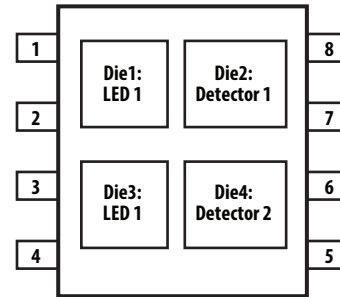 1
Die1:
LED 1
Die2:
Detector 1
8
2
7
3
Die3:
LED 1
Die4:
Detector 2
6
4
5